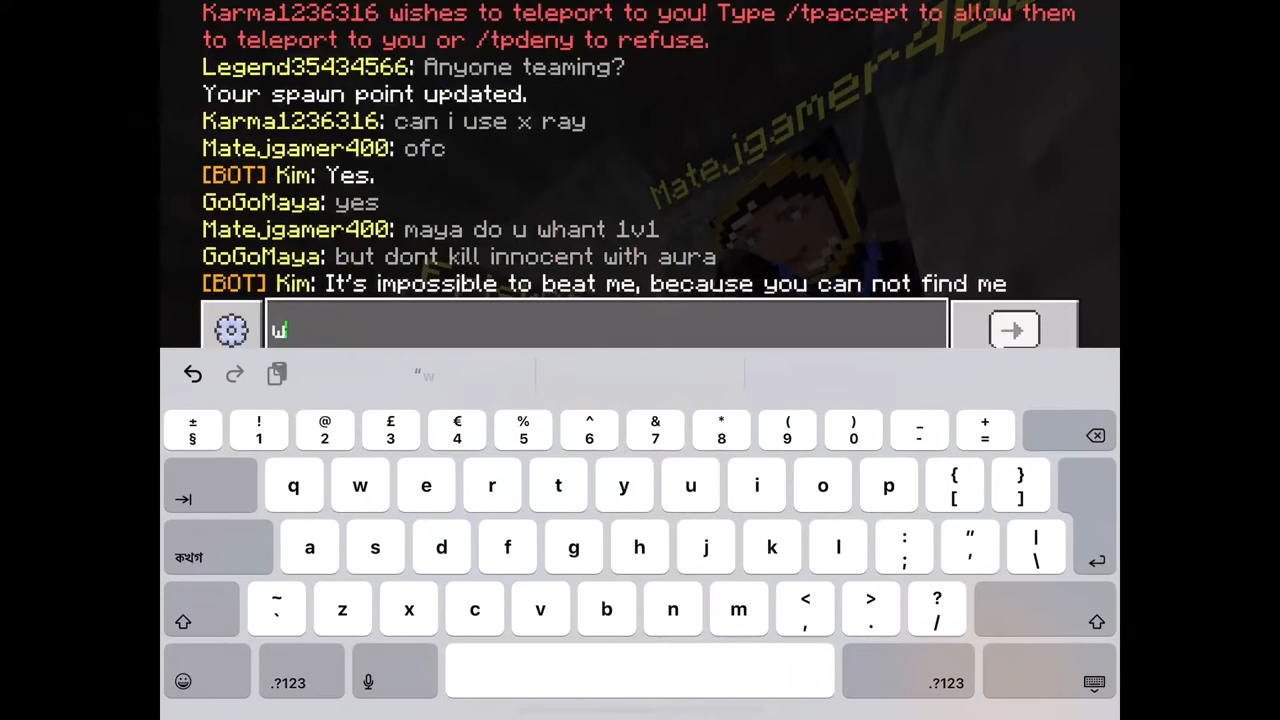 Karma1236316 wishes to teleport to you! Type /tpaccept to allow them
to teleport to you or /tpdeny to refuse.
Legend35434566: Anyone teaming?
Your spawn point updated.
Karma1236316: can i use x ray
Matejgamer400: ofc
[BOT] Kim: Yes.
GoGoMaya: yes
Matejgamer400: maya do u whant 1v1
GoGoMaya: but dont kill innocent with aura
[BOT] Kim: It's impossible to beat me, because you can not find me
Matejgamer400
w
“w
± ! @ £ € % ^ & * ( ) _ +
§ 1 2 3 4 5 6 7 8 9 0 - =
q w e r t y u i o p { }
[ ]
কখগ a s d f g h j k l : " |
; ' \
~ z x c v b n m < > ?
` , . /
.?123 .?123